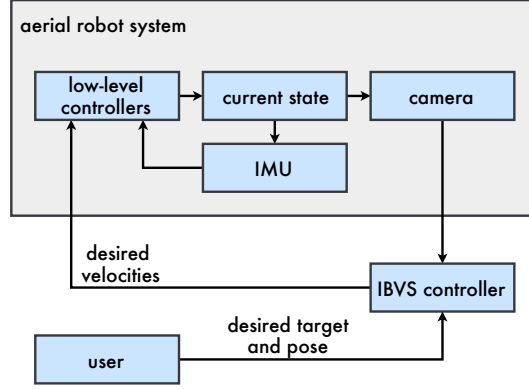 aerial robot system
low-level
controllers
current state
camera
IMU
desired
velocities
IBVS controller
desired target
and pose
user